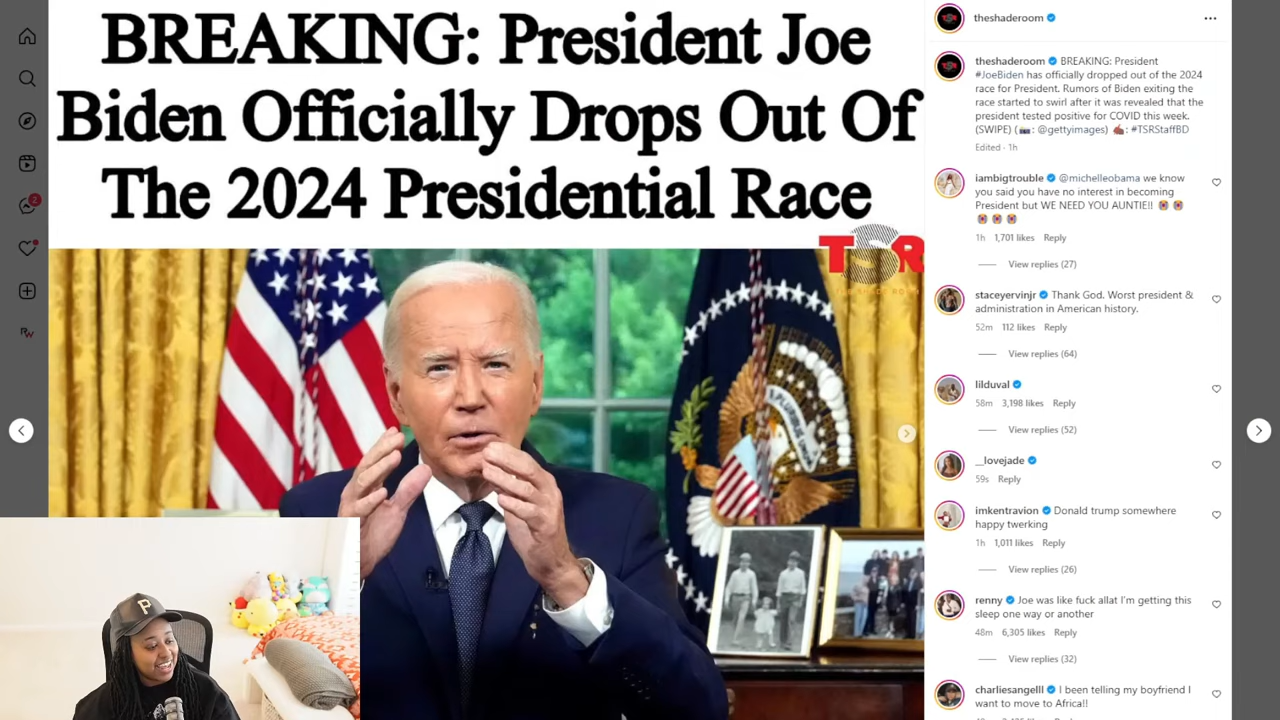 BREAKING: President Joe
Biden Officially Drops Out Of
The 2024 Presidential Race
TSR
theshaderoom
theshaderoom BREAKING: President
#JoeBiden has officially dropped out of the 2024
race for President. Rumors of Biden exiting the
race started to swirl after it was revealed that the
president tested positive for COVID this week.
(SWIPE) (📸: @gettyimages) ✍🏾: #TSRStaffBD
Edited · 1h
iambigtrouble @michelleobama we know
you said you have no interest in becoming
President but WE NEED YOU AUNTIE!!
1h 1,701 likes Reply
View replies (27)
staceyervinjr Thank God. Worst president &
administration in American history.
52m 112 likes Reply
View replies (64)
lilduval
58m 3,198 likes Reply
View replies (52)
__lovejade
59s Reply
imkentravion Donald trump somewhere
happy twerking
1h 1,011 likes Reply
View replies (26)
renny Joe was like fuck allat I'm getting this
sleep one way or another
48m 6,305 likes Reply
View replies (32)
charliesangelll I been telling my boyfriend I
want to move to Africa!!
2
RW
P